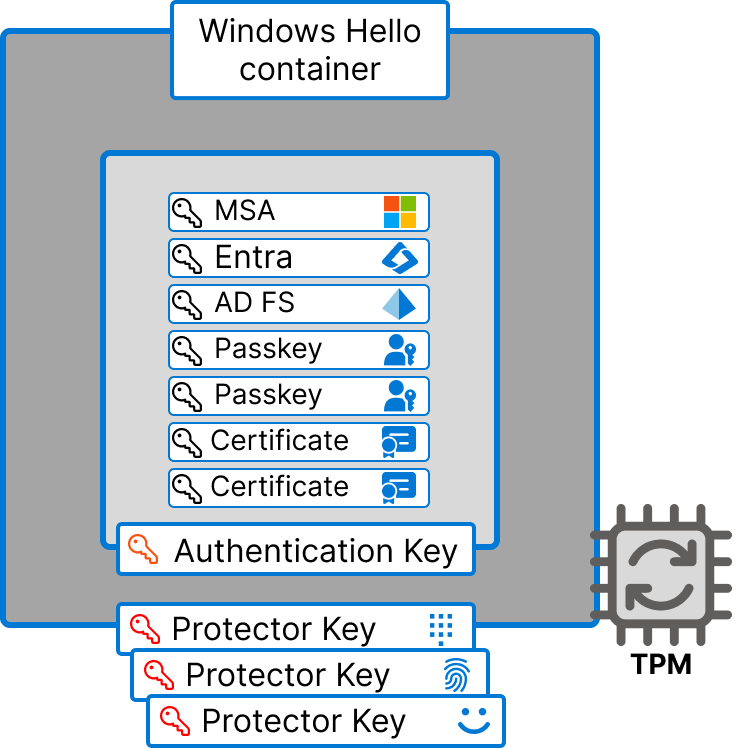 Windows Hello
container
MSA
Entra
AD FS
Passkey
Passkey
Certificate
Certificate
Authentication Key
Protector Key
Protector Key
Protector Key
TPM